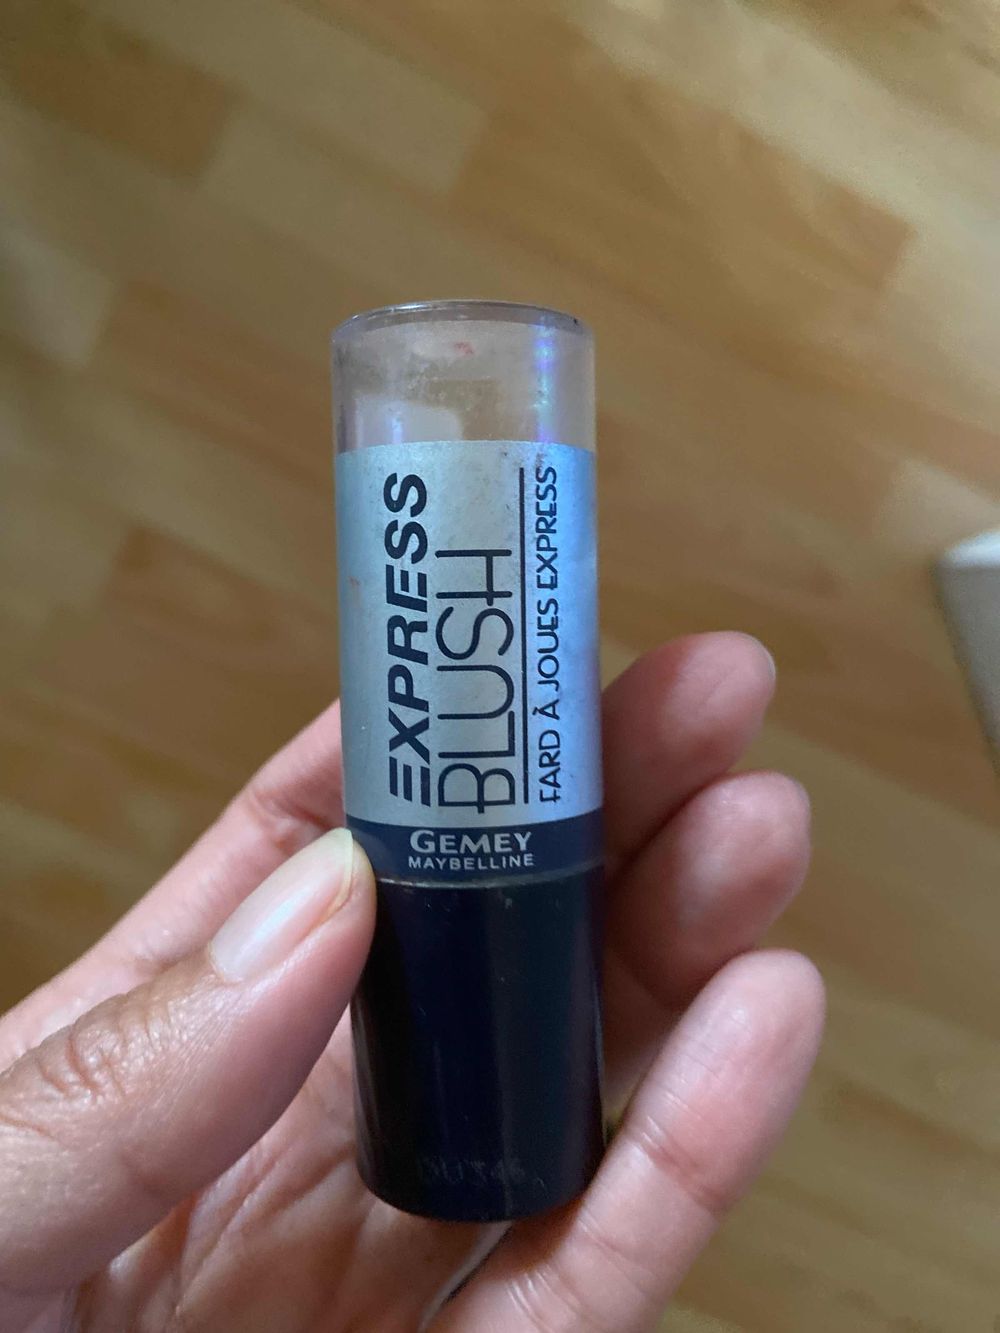 EXPRESS
BLUSH
FARD À JOUES EXPRESS
GEMEY
MAYBELLINE